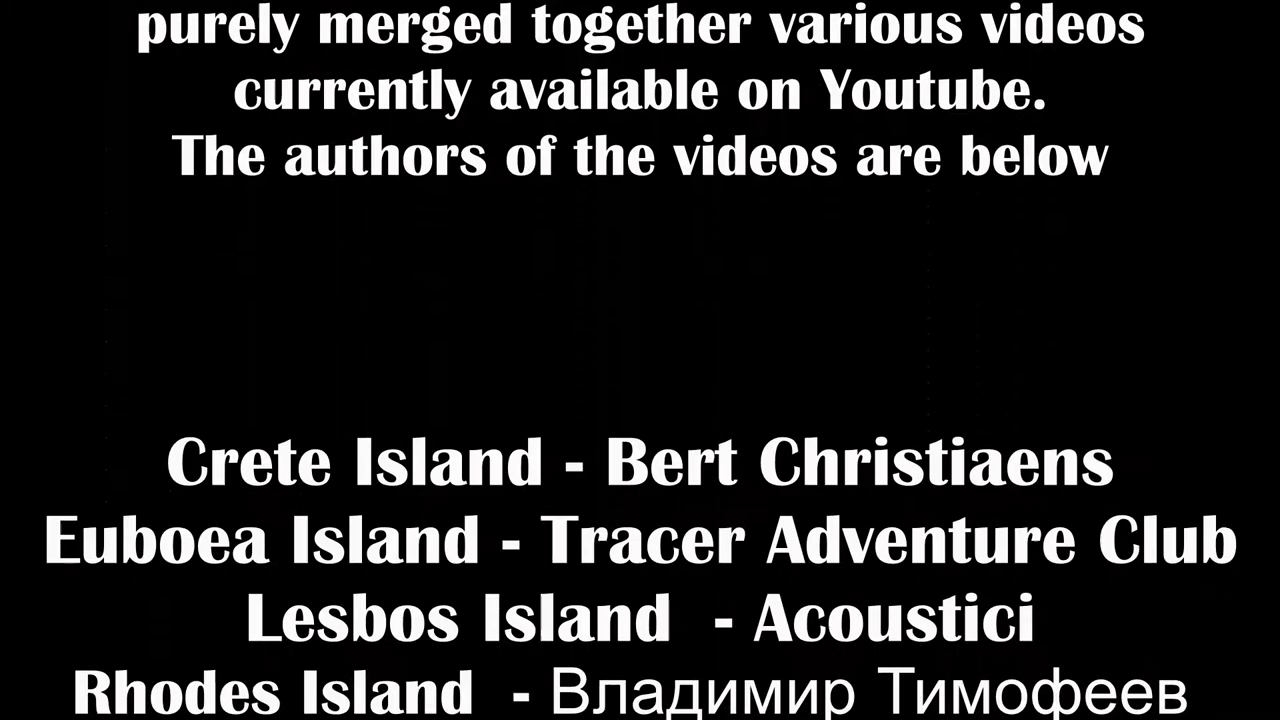 purely merged together various videos
currently available on Youtube.
The authors of the videos are below
Crete Island - Bert Christiaens
Euboea Island - Tracer Adventure Club
Lesbos Island - Acoustici
Rhodes Island - Владимир Тимофеев